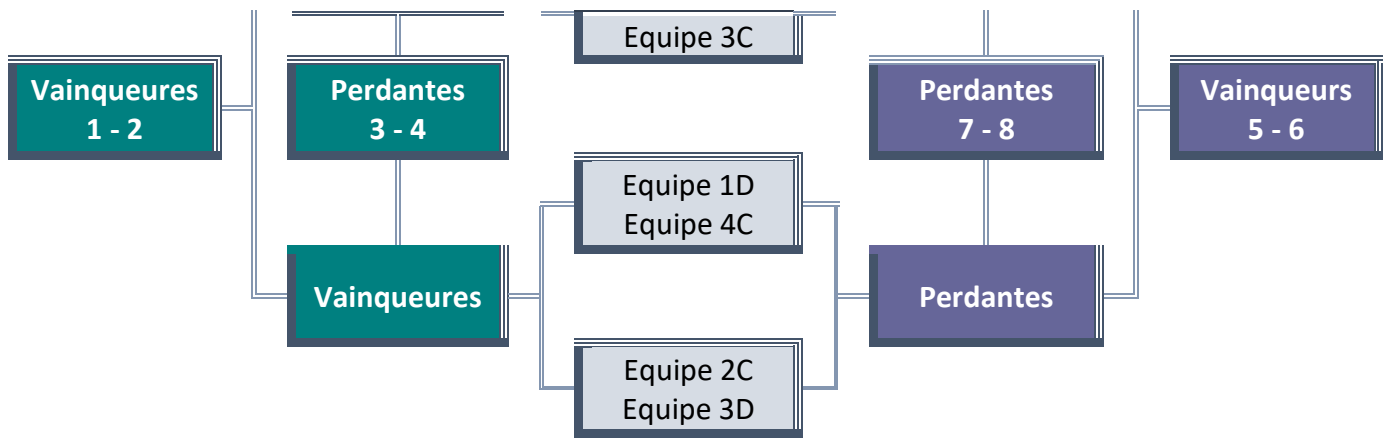 Equipe 3C
Vainqueures
1 - 2
Perdantes
3 - 4
Perdantes
7 - 8
Vainqueurs
5 - 6
Equipe 1D
Equipe 4C
Vainqueures
Perdantes
Equipe 2C
Equipe 3D